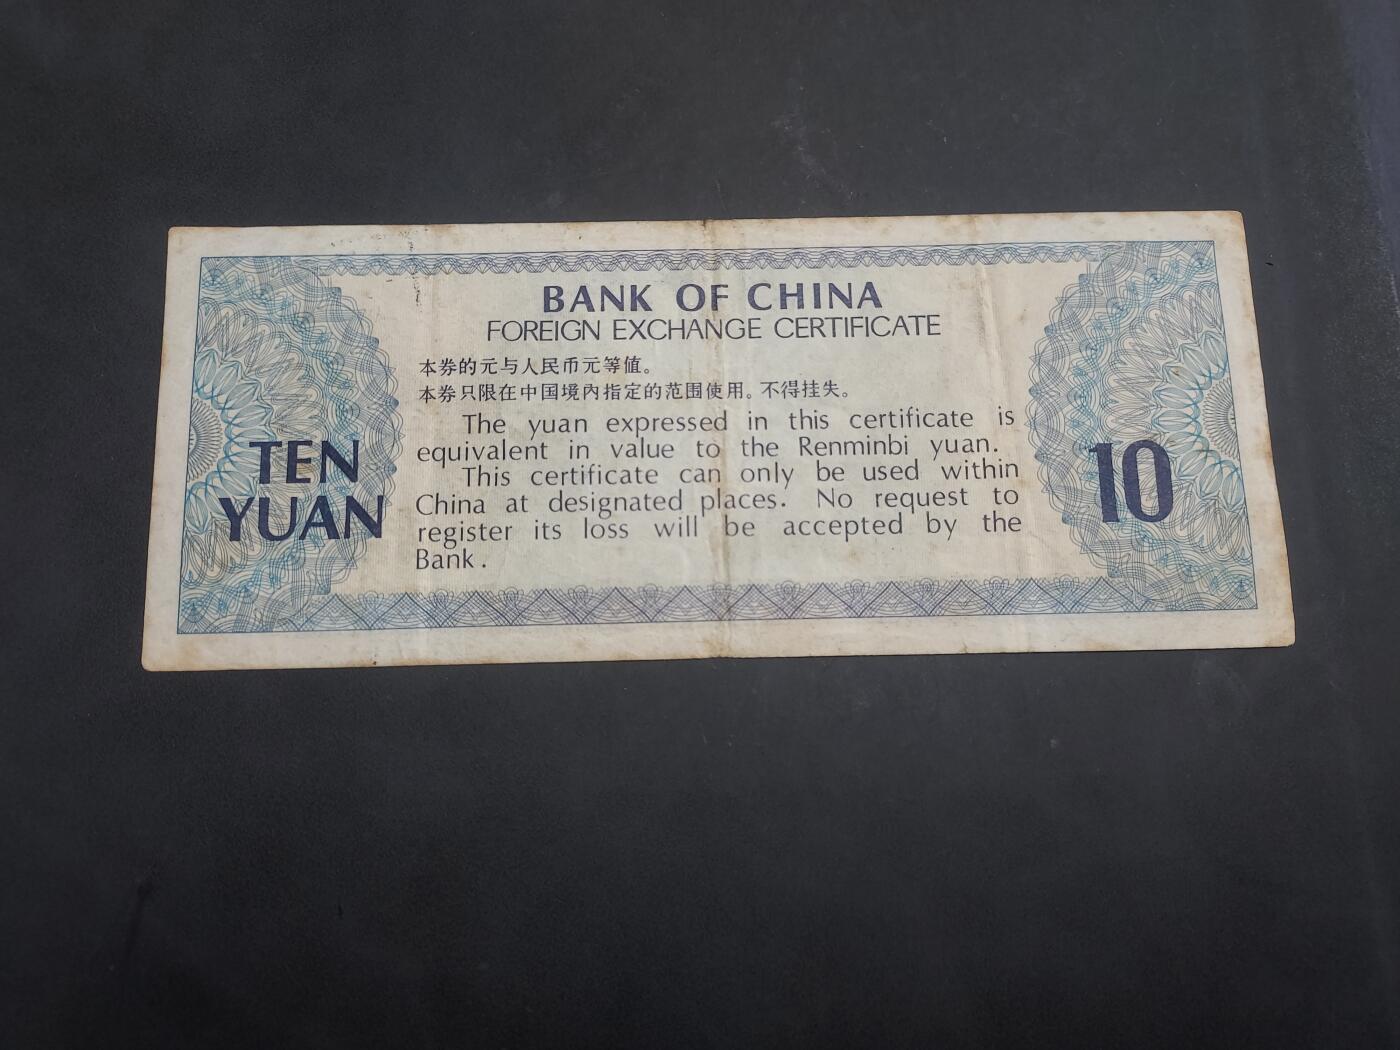 BANK OF CHINA
FOREIGN EXCHANGE CERTIFICATE
本券的元与人民币元等值。
本券只限在中国境内指定的范围使用。不得挂失。
The yuan expressed in this certificate is
equivalent in value to the Renminbi yuan.
This certificate can only be used within
China at designated places. No request to
register its loss will be accepted by the
Bank.
TEN
YUAN
10